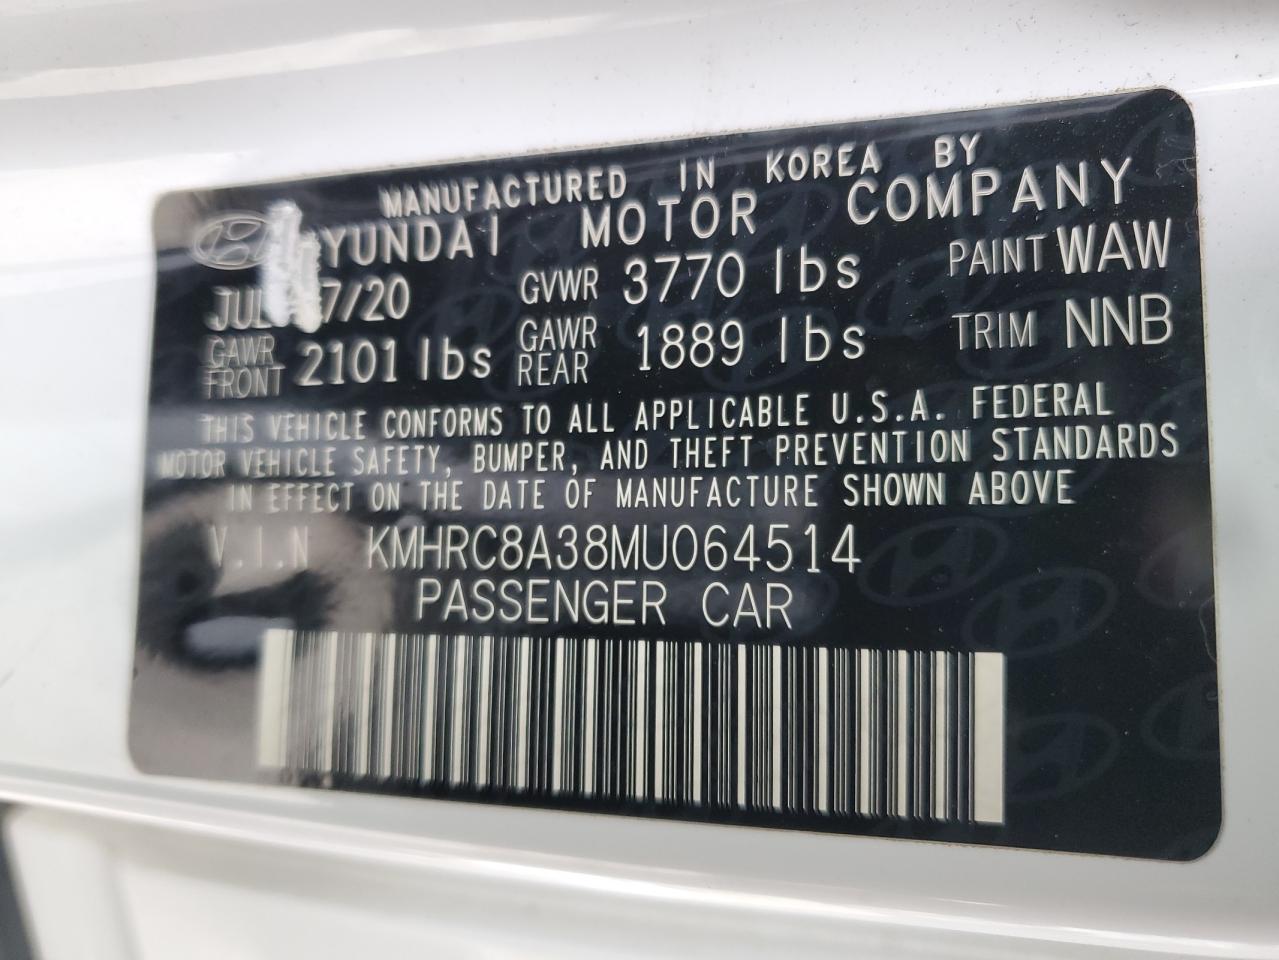 MANUFACTURED IN KOREA BY
YUNDAI MOTOR COMPANY
JUL 7/20 GVWR 3770 lbs PAINT WAW
GAWR FRONT 2101 lbs GAWR REAR 1889 lbs TRIM NNB
THIS VEHICLE CONFORMS TO ALL APPLICABLE U.S.A. FEDERAL
MOTOR VEHICLE SAFETY, BUMPER, AND THEFT PREVENTION STANDARDS
IN EFFECT ON THE DATE OF MANUFACTURE SHOWN ABOVE
V.I.N KMHRC8A38MU064514
PASSENGER CAR